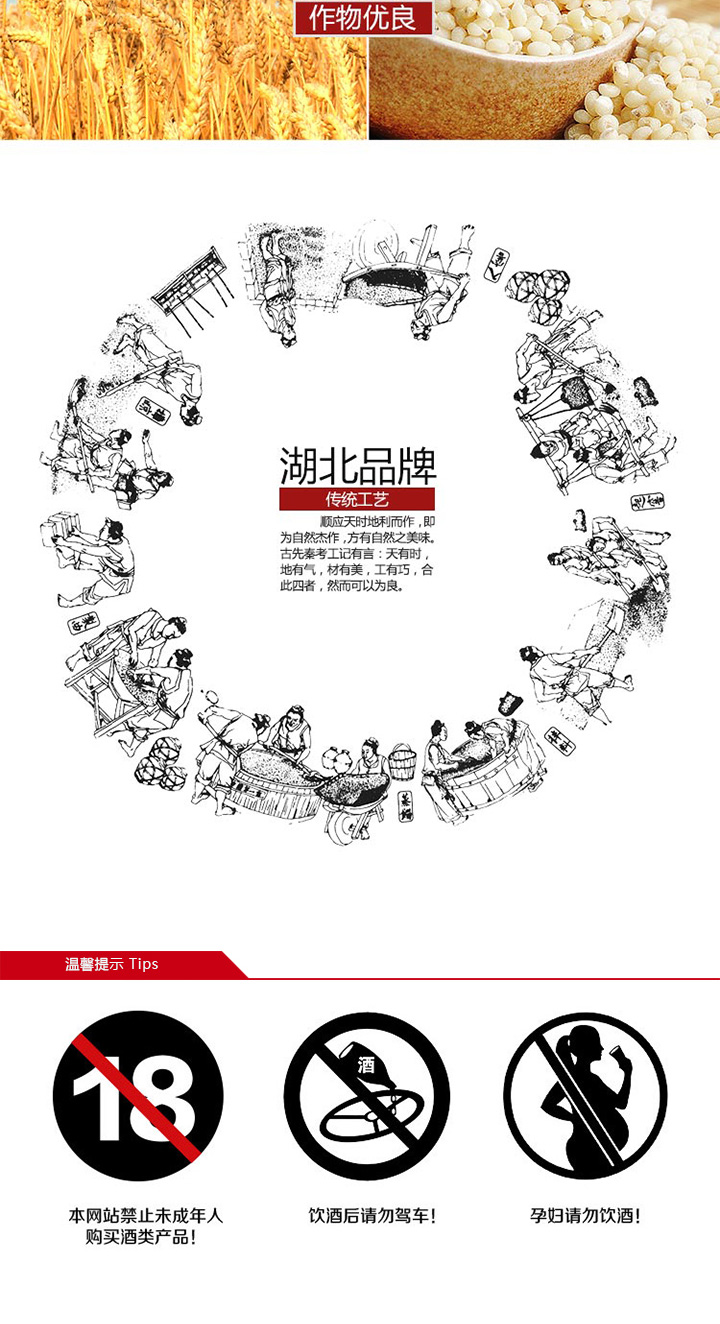 作物优良
湖北品牌
传统工艺
顺应天时地利而作，即
为自然杰作，方有自然之美味。
古先秦考工记有言：天有时，
地有气，材有美，工有巧，合
此四者，然而可以为良。
温馨提示 Tips
18
酒
本网站禁止未成年人
购买酒类产品！
饮酒后请勿驾车！
孕妇请勿饮酒！